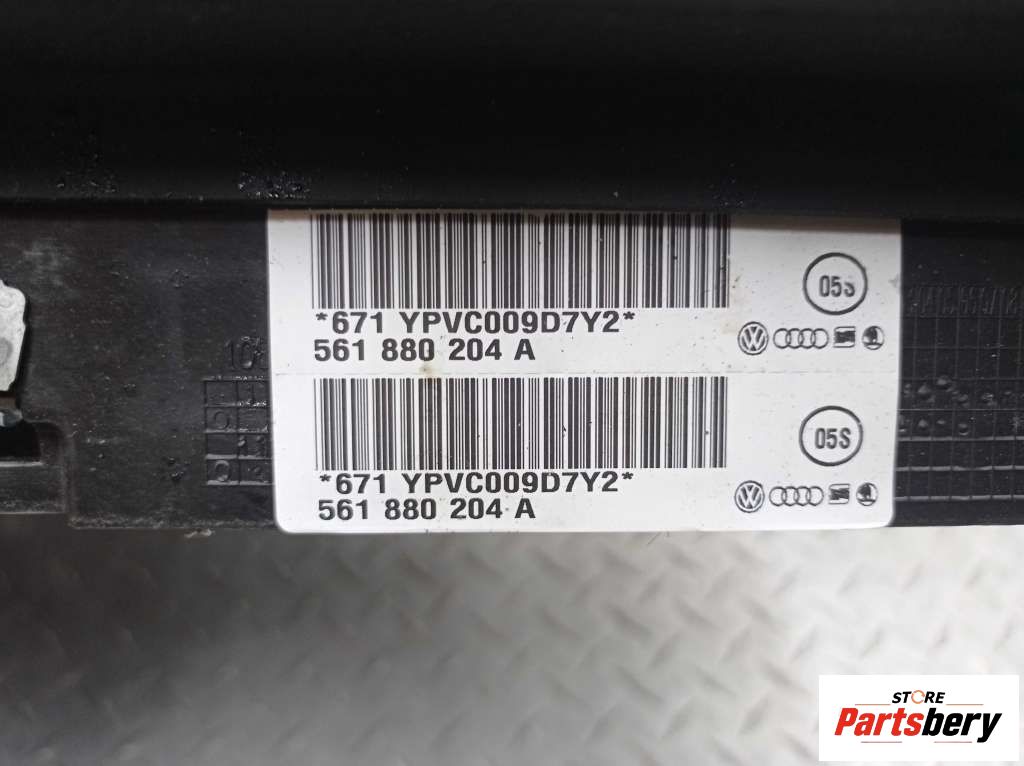 05S
*671 YPVC009D7Y2*
561 880 204 A
05S
*671 YPVC009D7Y2*
561 880 204 A
STORE
Partsbery